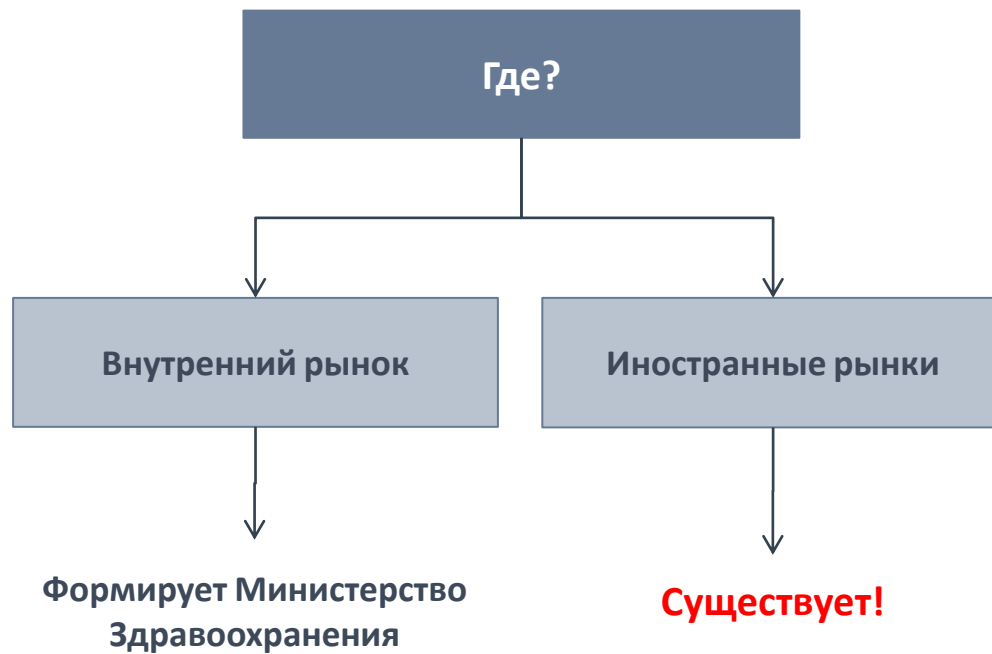 Где?
Внутренний рынок
Иностранные рынки
Формирует Министерство
Здравоохранения
Существует!